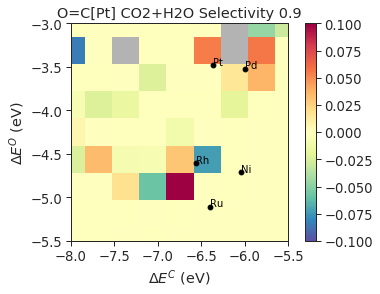 O=C[Pt] CO2+H2O Selectivity 0.9
−3.0
−3.5
−4.0
−4.5
−5.0
−5.5
ΔE^O (eV)
Pt
Pd
Rh
Ni
Ru
−8.0 −7.5 −7.0 −6.5 −6.0 −5.5
ΔE^C (eV)
0.100
0.075
0.050
0.025
0.000
−0.025
−0.050
−0.075
−0.100